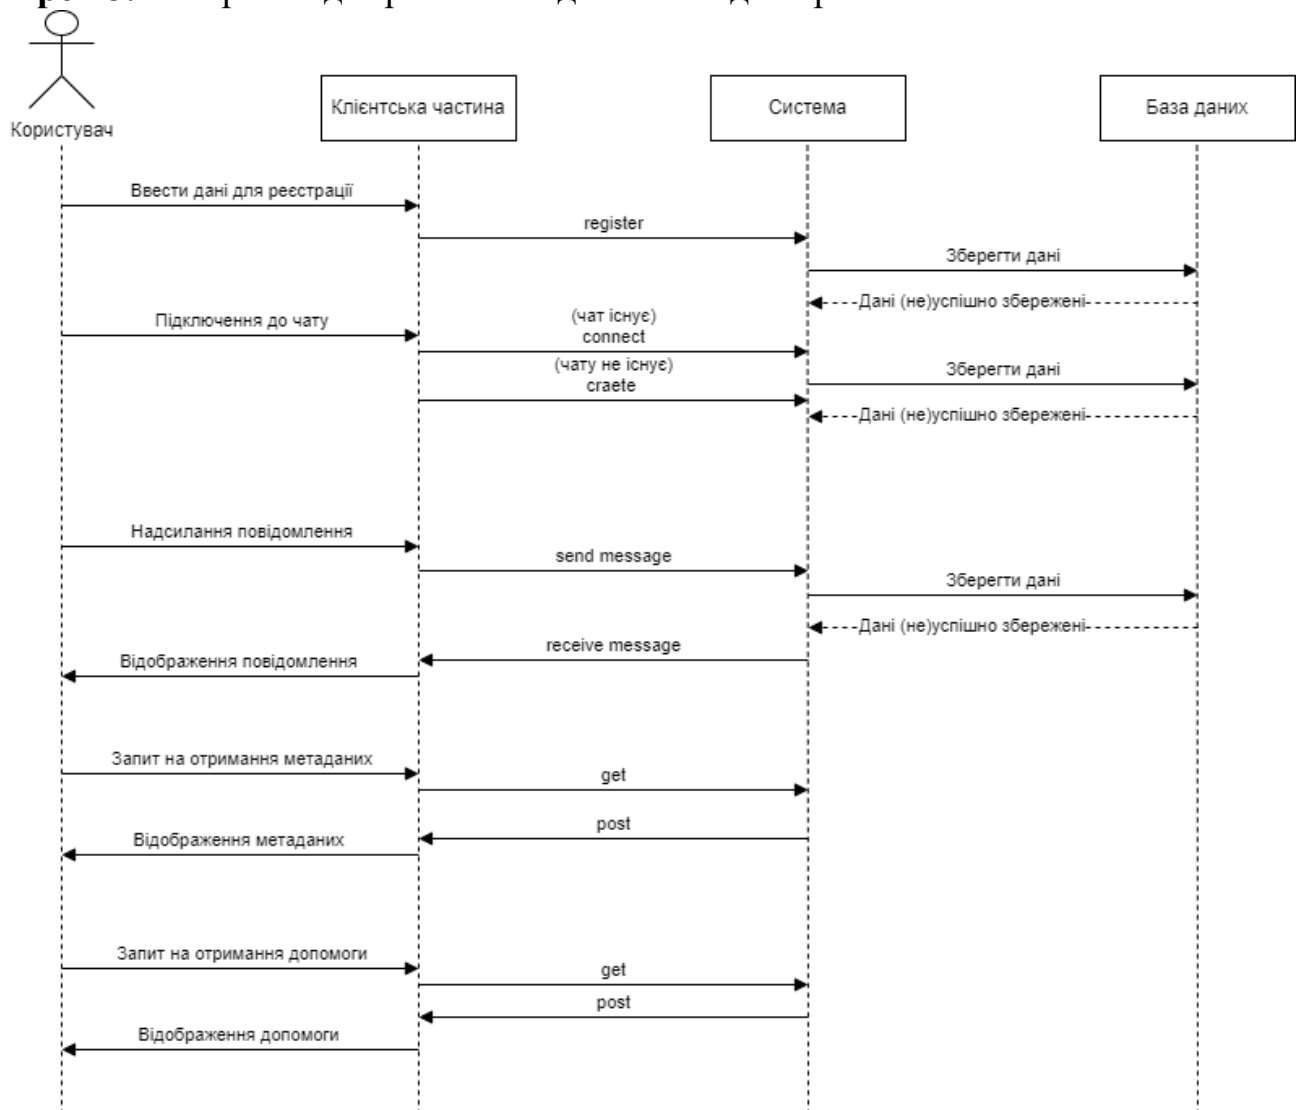 Користувач
Клієнтська частина
Система
База даних
Ввести дані для реєстрації
register
Зберегти дані
Дані (не)успішно збережені
Підключення до чату
(чат існує)
connect
(чату не існує)
craete
Зберегти дані
Дані (не)успішно збережені
Надсилання повідомлення
send message
Зберегти дані
Дані (не)успішно збережені
receive message
Відображення повідомлення
Запит на отримання метаданих
get
post
Відображення метаданих
Запит на отримання допомоги
get
post
Відображення допомоги